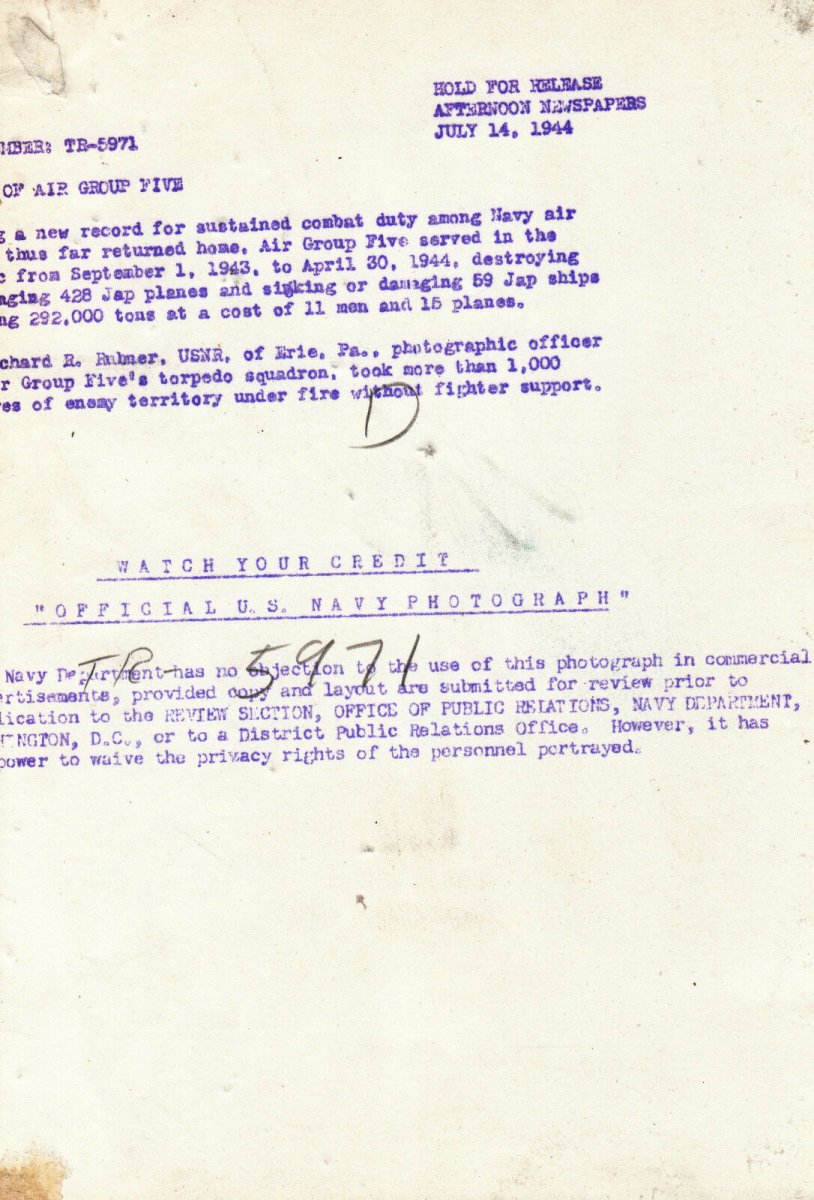 HOLD FOR RELEASE
AFTERNOON NEWSPAPERS
JULY 14, 1944
MBER: TR-5971
OF AIR GROUP FIVE
g a new record for sustained combat duty among Navy air
thus far returned home, Air Group Five served in the
c from September 1, 1943, to April 30, 1944, destroying
aging 428 Jap planes and sinking or damaging 59 Jap ships
ng 292,000 tons at a cost of 11 men and 15 planes.
chard R. Rubner, USNR, of Erie, Pa., photographic officer
r Group Five's torpedo squadron, took more than 1,000
res of enemy territory under fire without fighter support.
D
WATCH YOUR CREDIT
"OFFICIAL U.S. NAVY PHOTOGRAPH"
TR-5971
Navy Department has no objection to the use of this photograph in commercial
ertisements, provided copy and layout are submitted for review prior to
lication to the REVIEW SECTION, OFFICE OF PUBLIC RELATIONS, NAVY DEPARTMENT,
INGTON, D.C., or to a District Public Relations Office. However, it has
power to waive the privacy rights of the personnel portrayed.